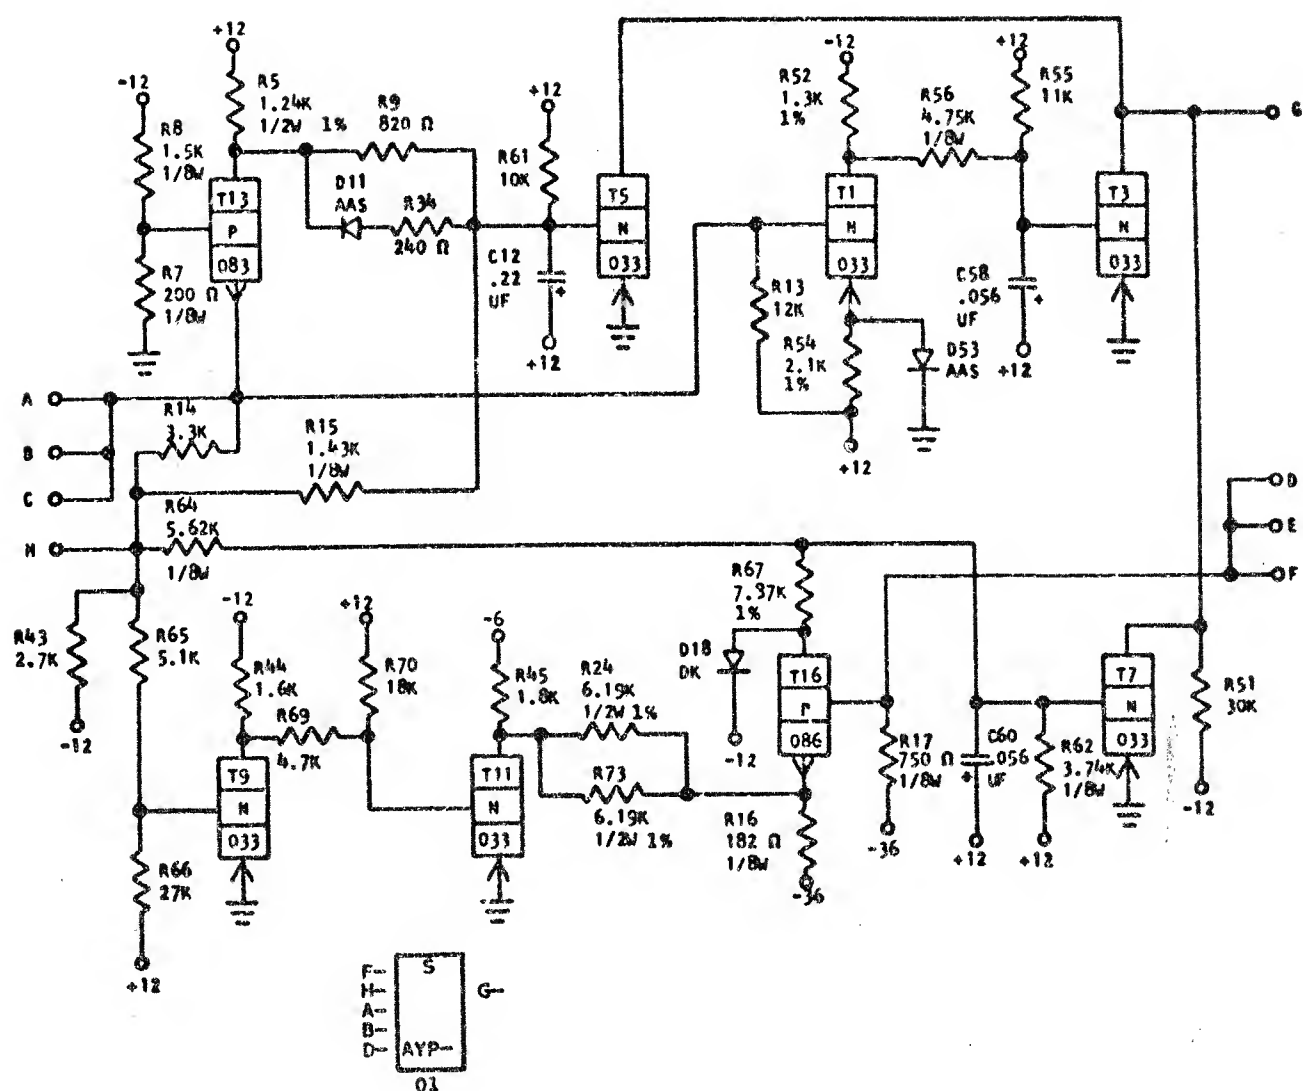 +12
-12
R5
1.24K
1/2W 1%
R8
1.5K
1/8W
R9
820 Ω
+12
R61
10K
D11
AAS
R34
240 Ω
T13
P
083
R7
200 Ω
1/8W
C12
.22
UF
+
+12
T5
N
033
-12
R52
1.3K
1%
R56
4.75K
1/8W
+12
R55
11K
G
T1
N
033
T3
N
033
R13
12K
R54
2.1K
1%
+12
D53
AAS
C58
.056
UF
+
+12
A
B
C
H
R14
3.3K
R15
1.43K
1/8W
R64
5.62K
1/8W
D
E
F
R43
2.7K
-12
R65
5.1K
-12
R44
1.6K
R69
4.7K
+12
R70
18K
-6
R45
1.8K
R24
6.19K
1/2W 1%
R73
6.19K
1/2W 1%
R67
7.87K
1%
D18
DK
-12
T16
P
086
R16
182 Ω
1/8W
-36
R17
750 Ω
1/8W
-36
C60
.056
UF
+
+12
R62
3.74K
1/8W
+12
T7
N
033
R51
30K
-12
T9
N
033
T11
N
033
R66
27K
+12
F-
H-
A-
B-
D-
S
AYP-
G-
01